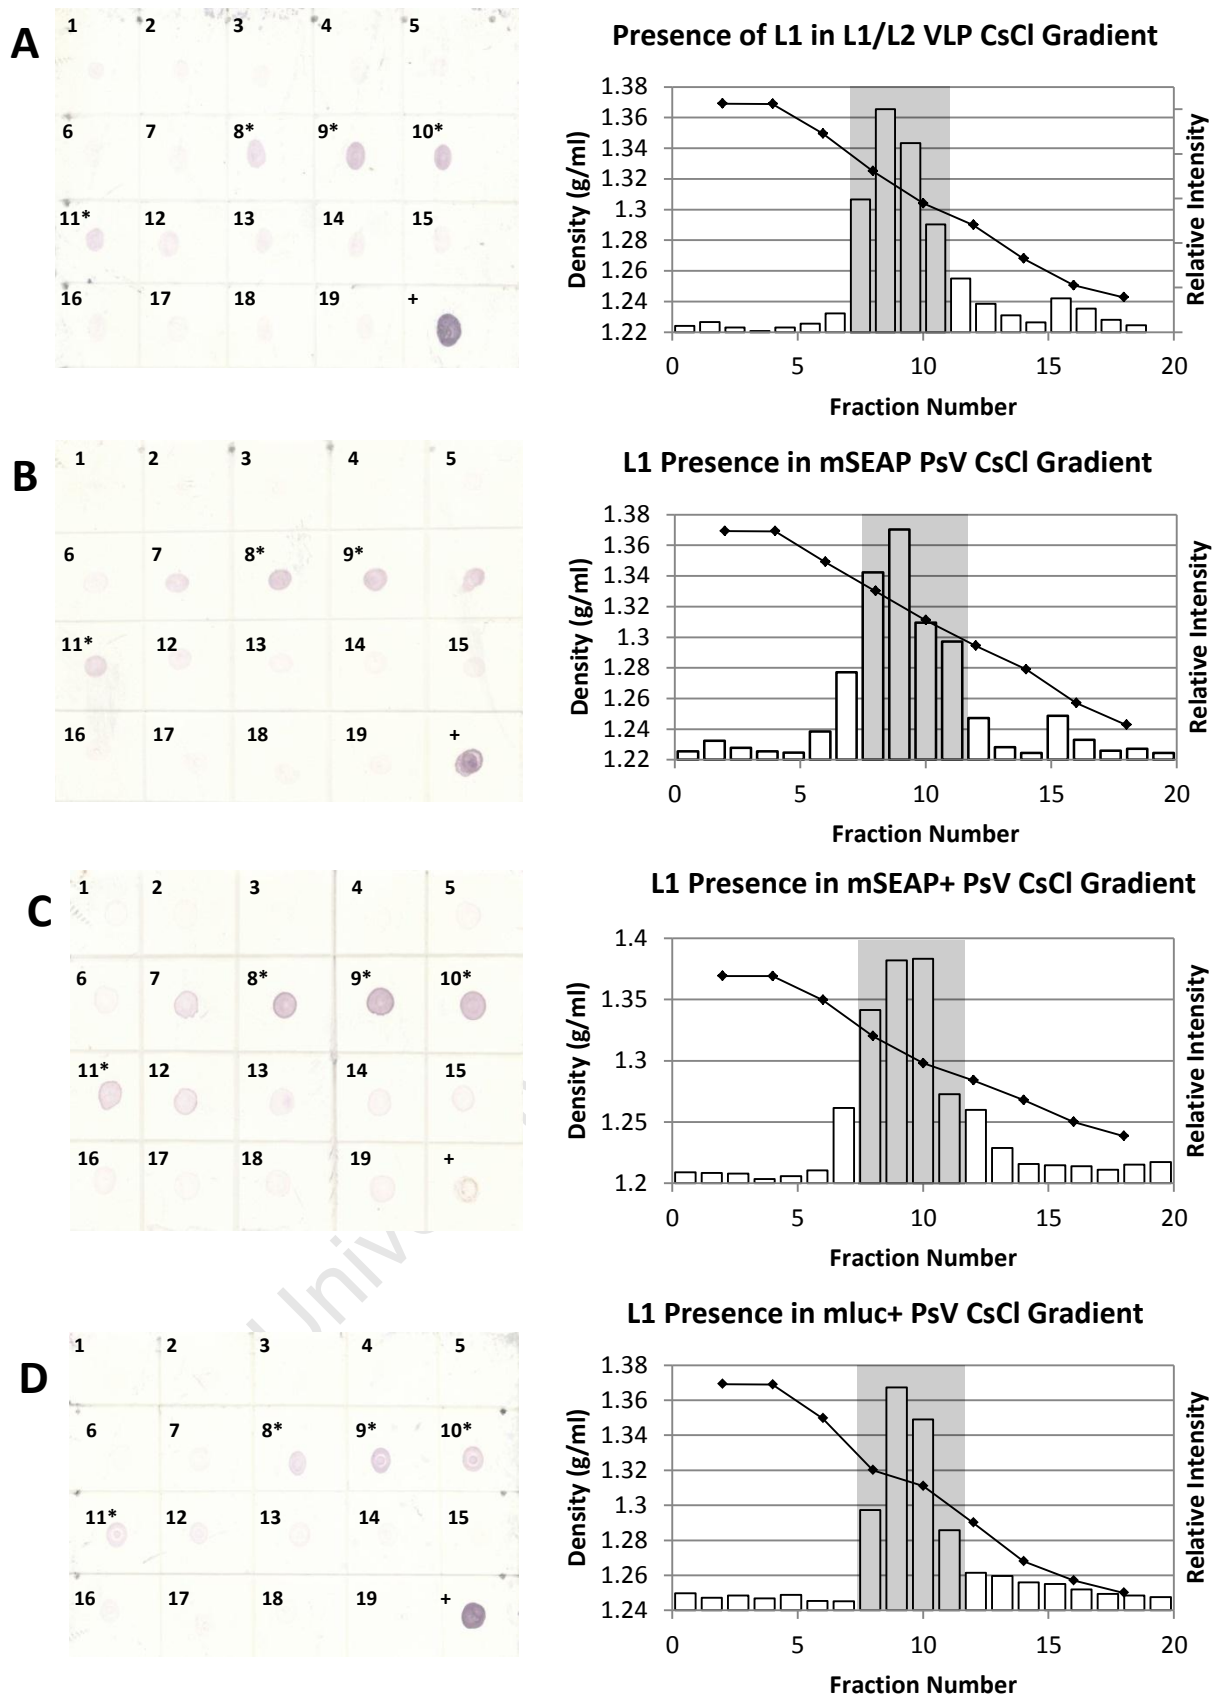 A
1 2 3 4 5
6 7 8* 9* 10*
11* 12 13 14 15
16 17 18 19 +
Presence of L1 in L1/L2 VLP CsCl Gradient
1.38
1.36
1.34
1.32
1.3
1.28
1.26
1.24
1.22
Density (g/ml)
Relative Intensity
0 5 10 15 20
Fraction Number
B
1 2 3 4 5
6 7 8* 9*
11* 12 13 14 15
16 17 18 19 +
L1 Presence in mSEAP PsV CsCl Gradient
1.38
1.36
1.34
1.32
1.3
1.28
1.26
1.24
1.22
Density (g/ml)
Relative Intensity
0 5 10 15 20
Fraction Number
C
1 2 3 4 5
6 7 8* 9* 10*
11* 12 13 14 15
16 17 18 19 +
L1 Presence in mSEAP+ PsV CsCl Gradient
1.4
1.35
1.3
1.25
1.2
Density (g/ml)
Relative Intensity
0 5 10 15 20
Fraction Number
D
1 2 3 4 5
6 7 8* 9* 10*
11* 12 13 14 15
16 17 18 19 +
L1 Presence in mluc+ PsV CsCl Gradient
1.38
1.36
1.34
1.32
1.3
1.28
1.26
1.24
Density (g/ml)
Relative Intensity
0 5 10 15 20
Fraction Number